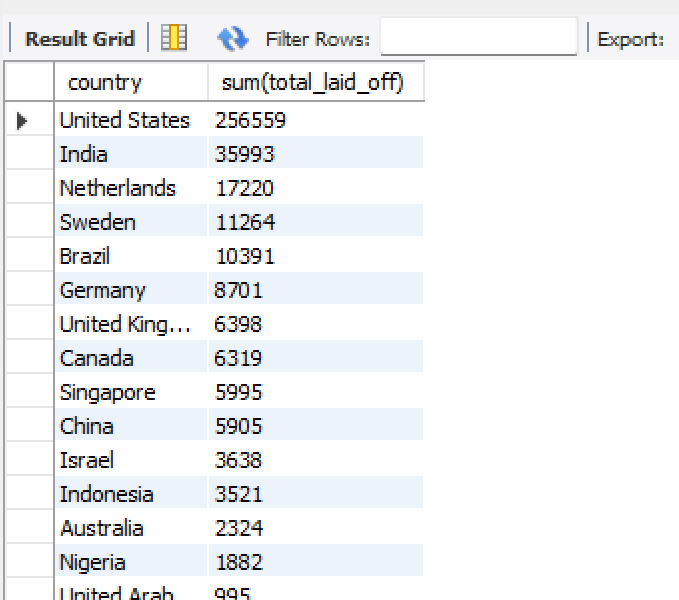 Result Grid Filter Rows: Export:
country sum(total_laid_off)
United States 256559
India 35993
Netherlands 17220
Sweden 11264
Brazil 10391
Germany 8701
United King... 6398
Canada 6319
Singapore 5995
China 5905
Israel 3638
Indonesia 3521
Australia 2324
Nigeria 1882
United Arab 995